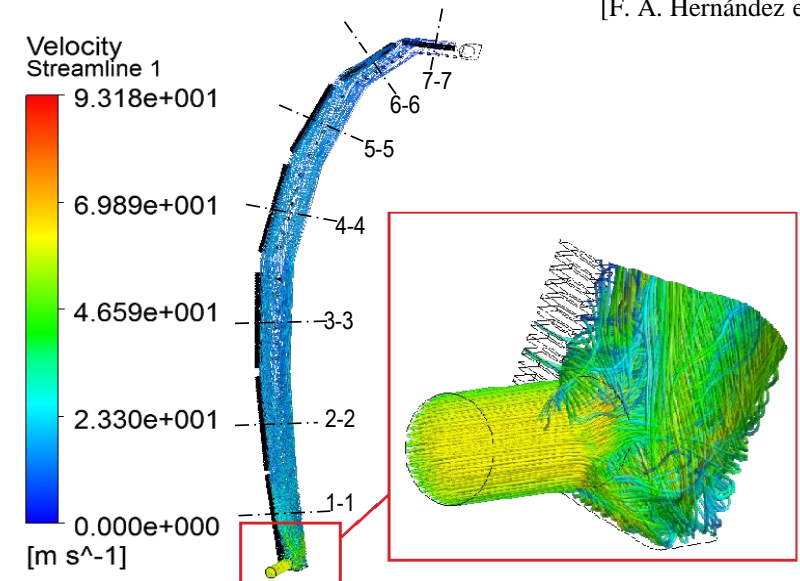 [F. A. Hernández e
Velocity
Streamline 1
9.318e+001
6.989e+001
4.659e+001
2.330e+001
0.000e+000
[m s^-1]
7-7
6-6
5-5
4-4
3-3
2-2
1-1